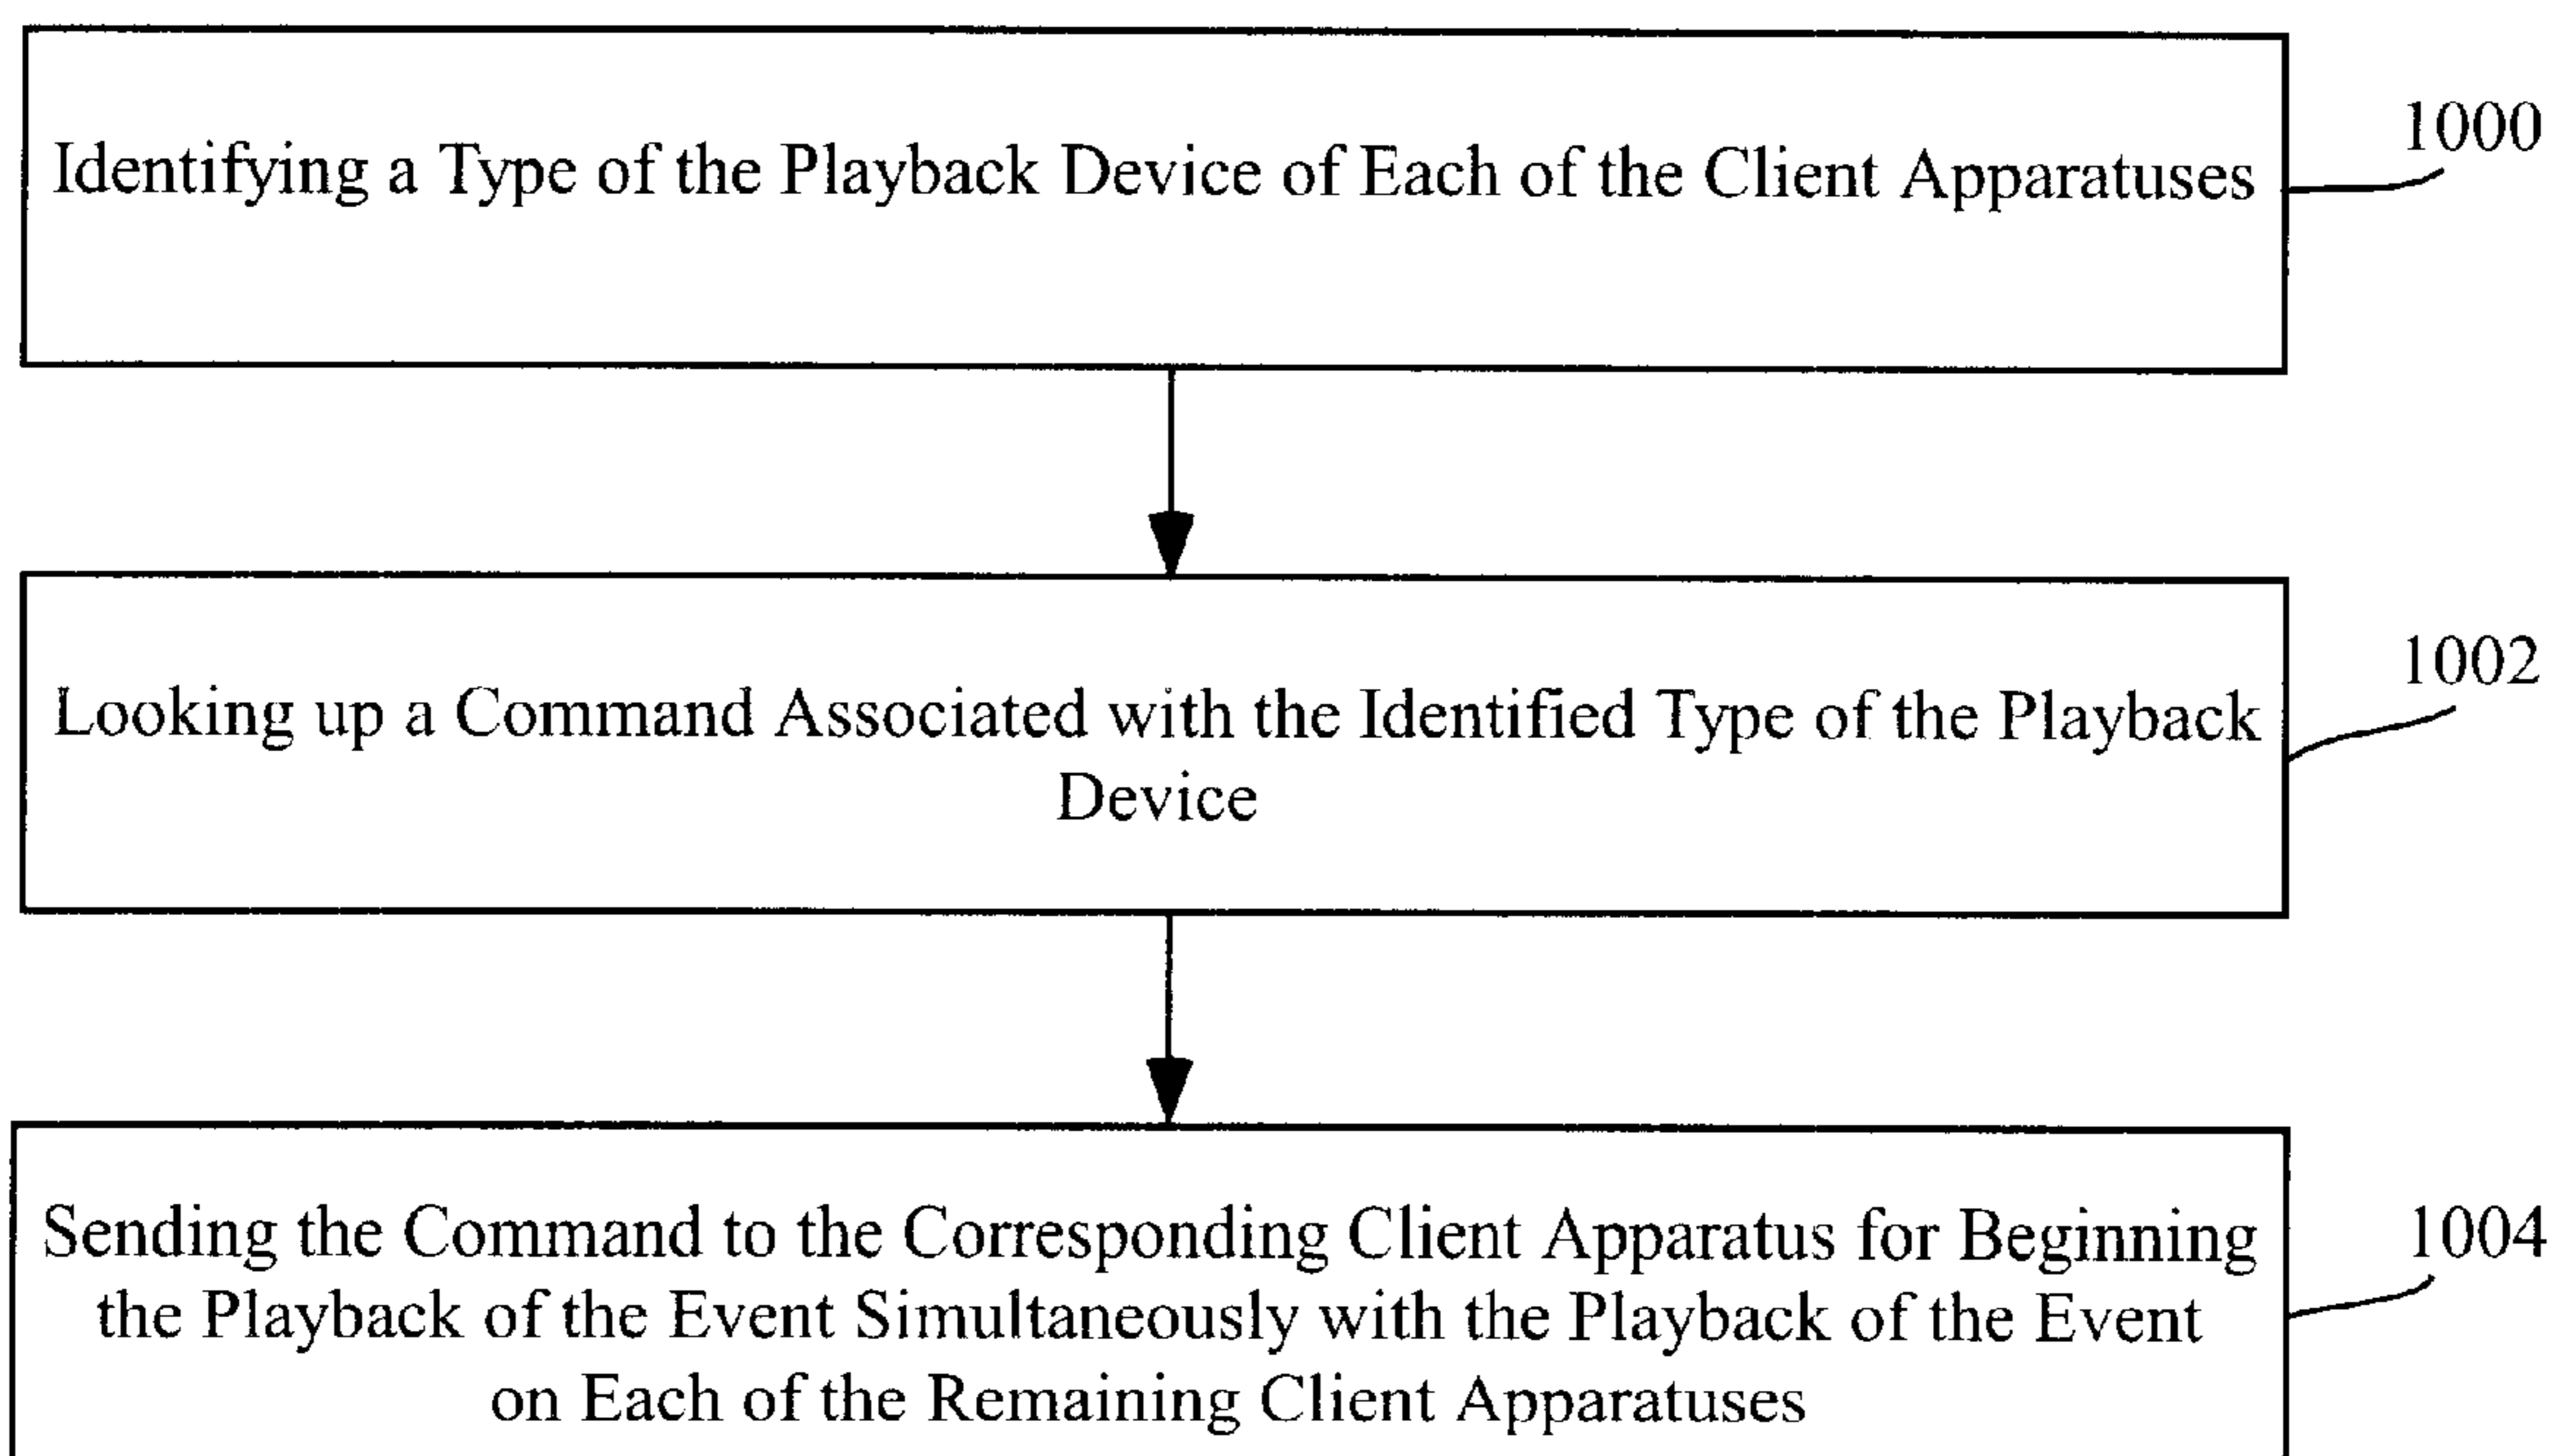 Identifying a Type of the Playback Device of Each of the Client Apparatuses
1000
Looking up a Command Associated with the Identified Type of the Playback
Device
1002
Sending the Command to the Corresponding Client Apparatus for Beginning
the Playback of the Event Simultaneously with the Playback of the Event
on Each of the Remaining Client Apparatuses
1004